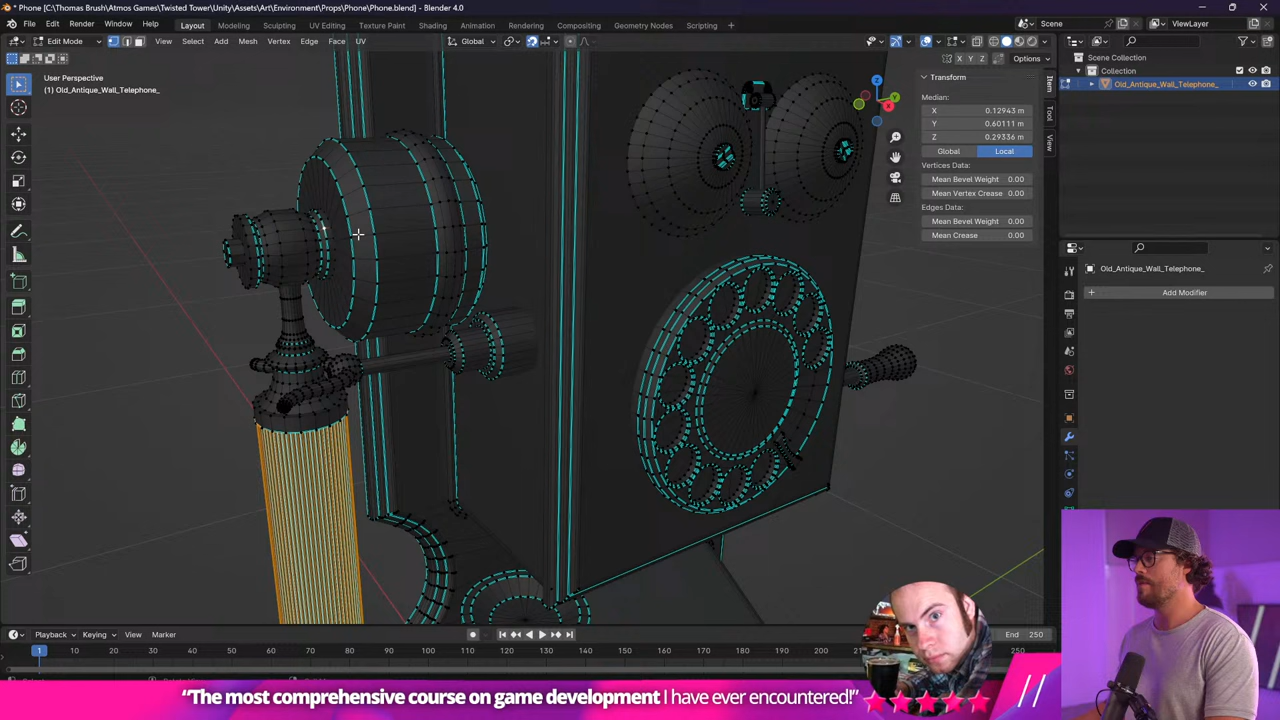 * Phone [C:\Thomas Brush\Atmos Games\Twisted Tower\Unity\Assets\Art\Environment\Props\Phone\Phone.blend] - Blender 4.0
File Edit Render Window Help Layout Modeling Sculpting UV Editing Texture Paint Shading Animation Rendering Compositing Geometry Nodes Scripting + Scene ViewLayer
Edit Mode View Select Add Mesh Vertex Edge Face UV Global
X Y Z Options
User Perspective
(1) Old_Antique_Wall_Telephone_
Transform
Median:
X 0.12943 m
Y 0.60111 m
Z 0.29336 m
Global Local
Vertices Data:
Mean Bevel Weight 0.00
Mean Vertex Crease 0.00
Edges Data:
Mean Bevel Weight 0.00
Mean Crease 0.00
Item
Tool
View
Z
Y
X
Scene Collection
Collection
Old_Antique_Wall_Telephone_
Old_Antique_Wall_Telephone_
+ Add Modifier
Playback Keying View Marker End 250
1 10 20 30 40 50 60 70 80 90 100 110 120 130 140 150 160 170 180 190 200 210 250
“The most comprehensive course on game development I have ever encountered!” //